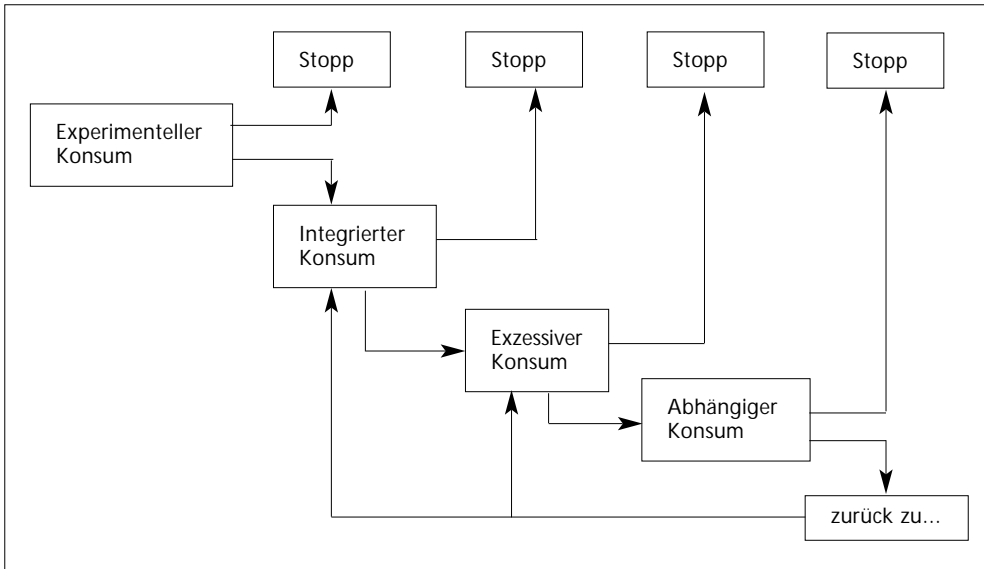 Stopp
Stopp
Stopp
Stopp
Experimenteller
Konsum
Integrierter
Konsum
Exzessiver
Konsum
Abhängiger
Konsum
zurück zu...